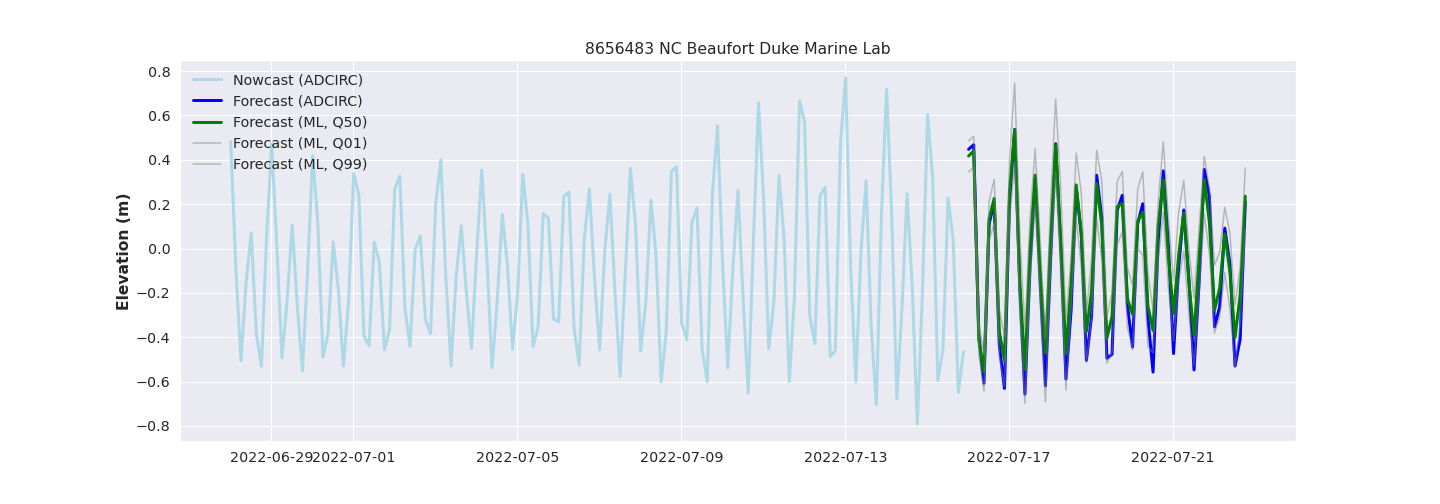 8656483 NC Beaufort Duke Marine Lab
Nowcast (ADCIRC)
Forecast (ADCIRC)
Forecast (ML, Q50)
Forecast (ML, Q01)
Forecast (ML, Q99)
Elevation (m)
0.8
0.6
0.4
0.2
0.0
−0.2
−0.4
−0.6
−0.8
2022-06-29 2022-07-01 2022-07-05 2022-07-09 2022-07-13 2022-07-17 2022-07-21